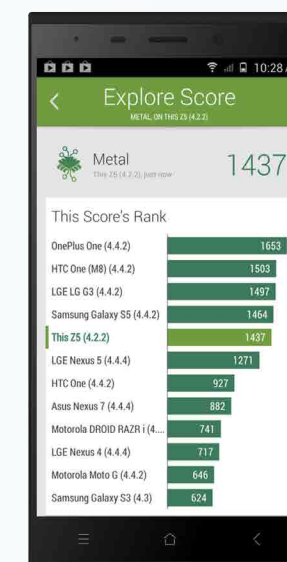 10:28
Explore Score
METAL, ON THIS Z5 (4.2.2)
Metal
This Z5 (4.2.2), just now
1437
This Score's Rank
OnePlus One (4.4.2) 1653
HTC One (M8) (4.4.2) 1503
LGE LG G3 (4.4.2) 1497
Samsung Galaxy S5 (4.4.2) 1464
This Z5 (4.2.2) 1437
LGE Nexus 5 (4.4.4) 1271
HTC One (4.4.2) 927
Asus Nexus 7 (4.4.4) 882
Motorola DROID RAZR i (4.... 741
LGE Nexus 4 (4.4.4) 717
Motorola Moto G (4.4.2) 646
Samsung Galaxy S3 (4.3) 624